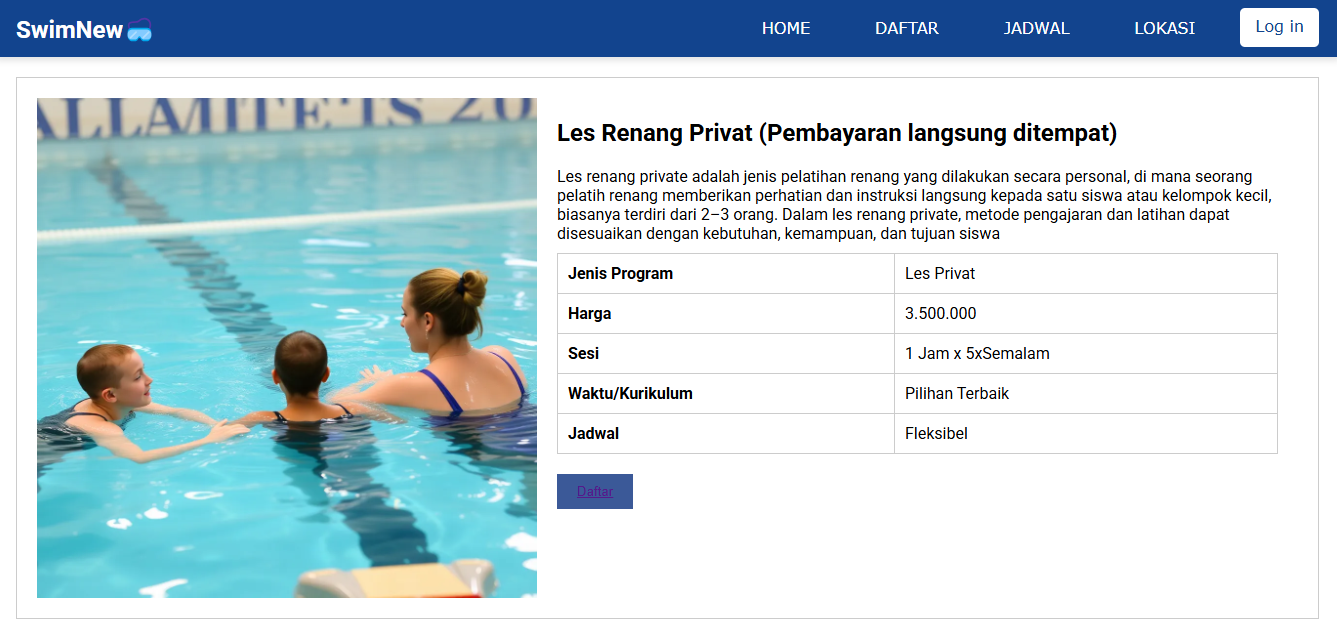 SwimNew
HOME
DAFTAR
JADWAL
LOKASI
Log in
Les Renang Privat (Pembayaran langsung ditempat)
Les renang private adalah jenis pelatihan renang yang dilakukan secara personal, di mana seorang
pelatih renang memberikan perhatian dan instruksi langsung kepada satu siswa atau kelompok kecil,
biasanya terdiri dari 2–3 orang. Dalam les renang private, metode pengajaran dan latihan dapat
disesuaikan dengan kebutuhan, kemampuan, dan tujuan siswa
Jenis Program Les Privat
Harga 3.500.000
Sesi 1 Jam x 5xSemalam
Waktu/Kurikulum Pilihan Terbaik
Jadwal Fleksibel
Daftar